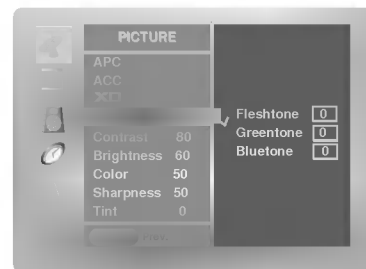 PICTURE
APC
ACC
Fleshtone 0
Greentone 0
Bluetone 0
Contrast 80
Brightness 60
Color 50
Sharpness 50
Tint 0